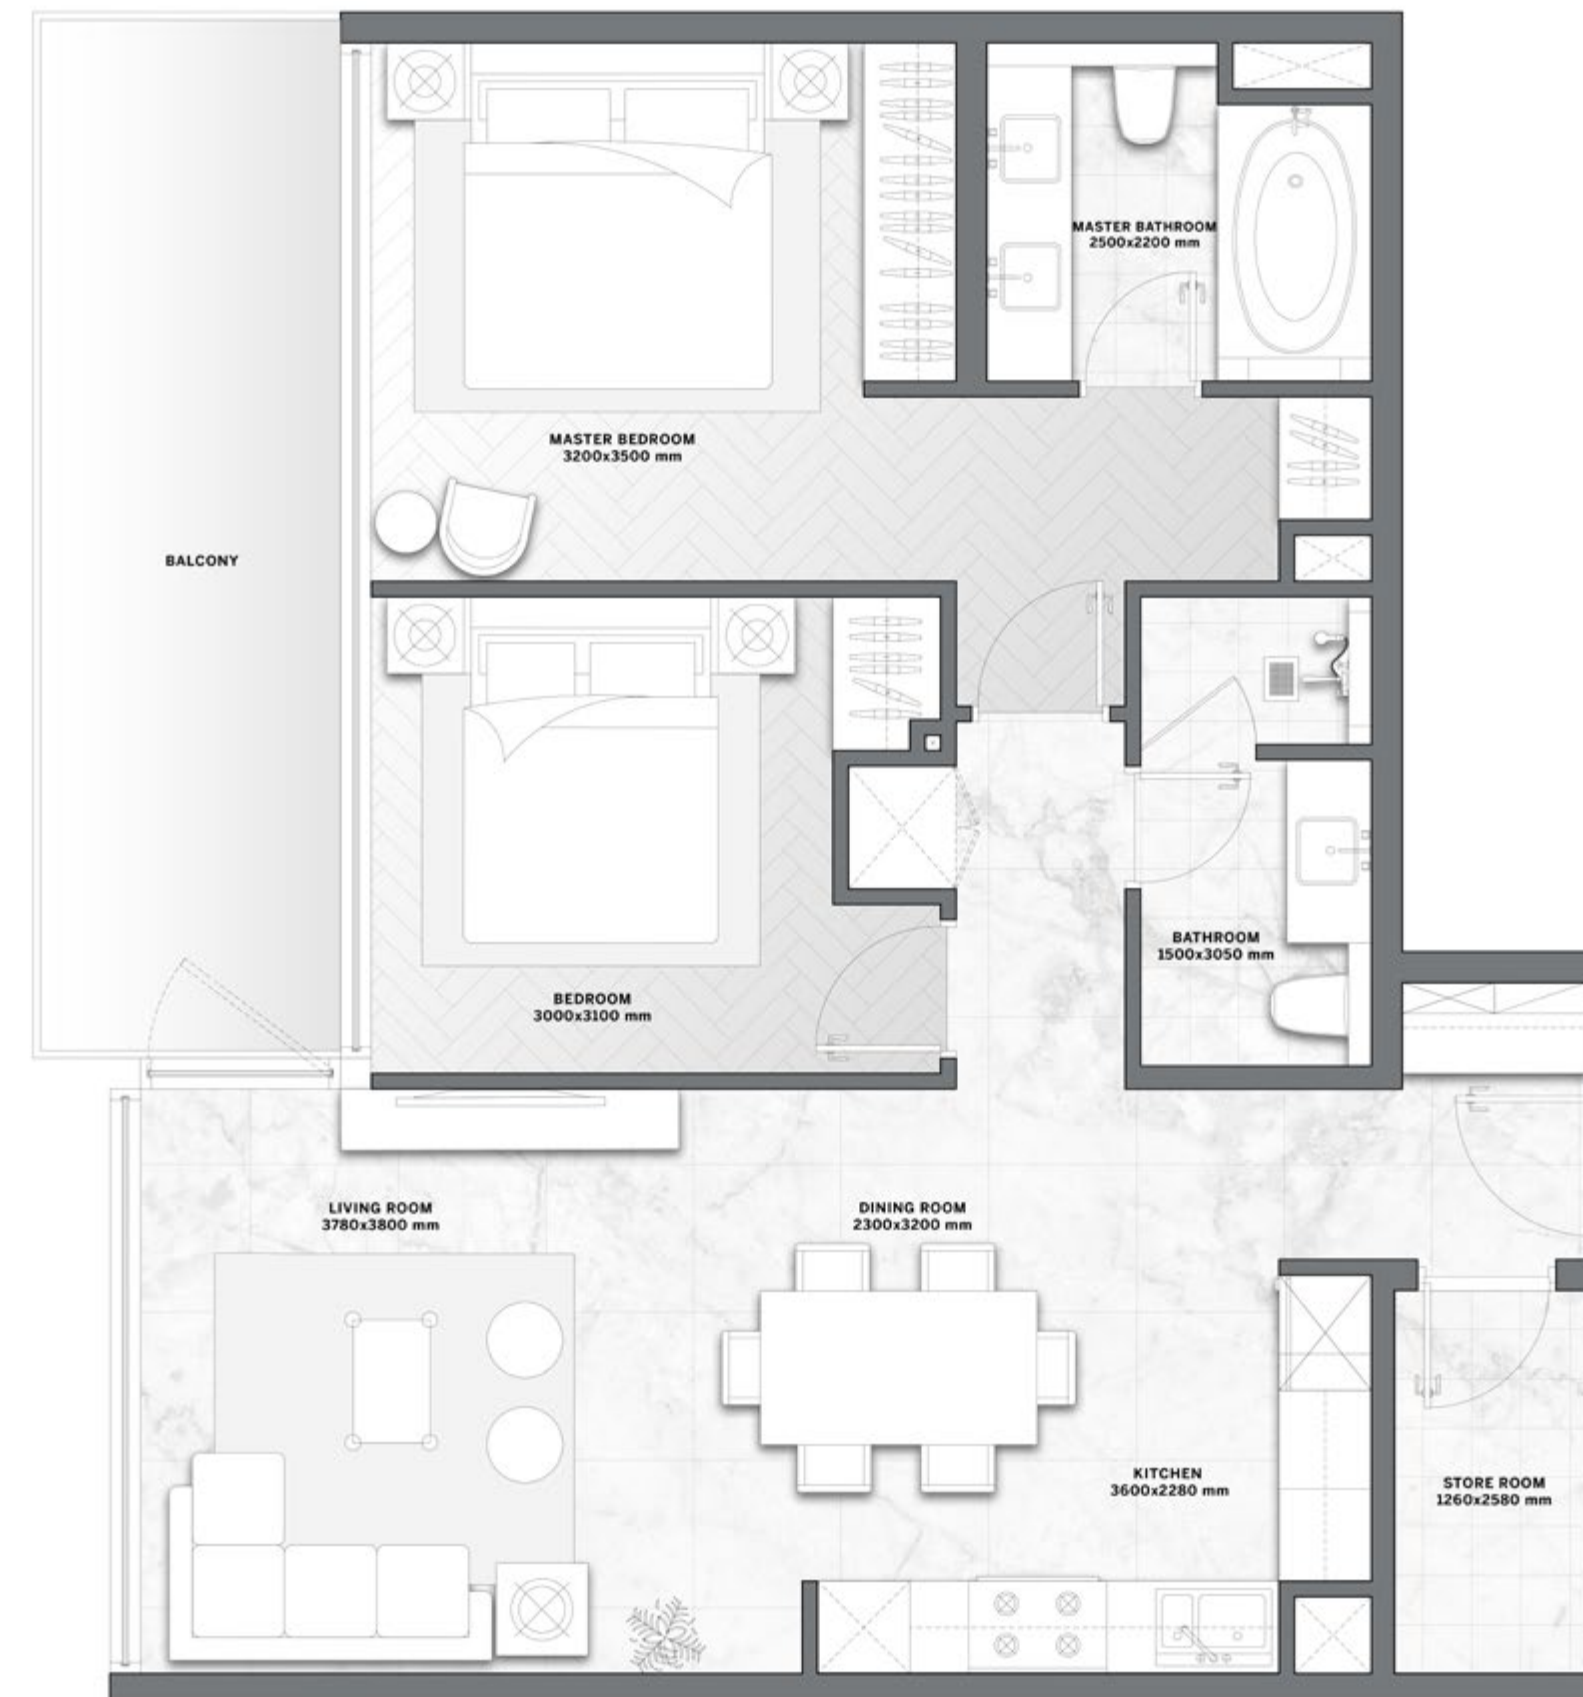 MASTER BATHROOM
2500x2200 mm
MASTER BEDROOM
3200x3500 mm
BALCONY
BATHROOM
1500x3050 mm
BEDROOM
3000x3100 mm
LIVING ROOM
3780x3800 mm
DINING ROOM
2300x3200 mm
KITCHEN
3600x2280 mm
STORE ROOM
1260x2580 mm